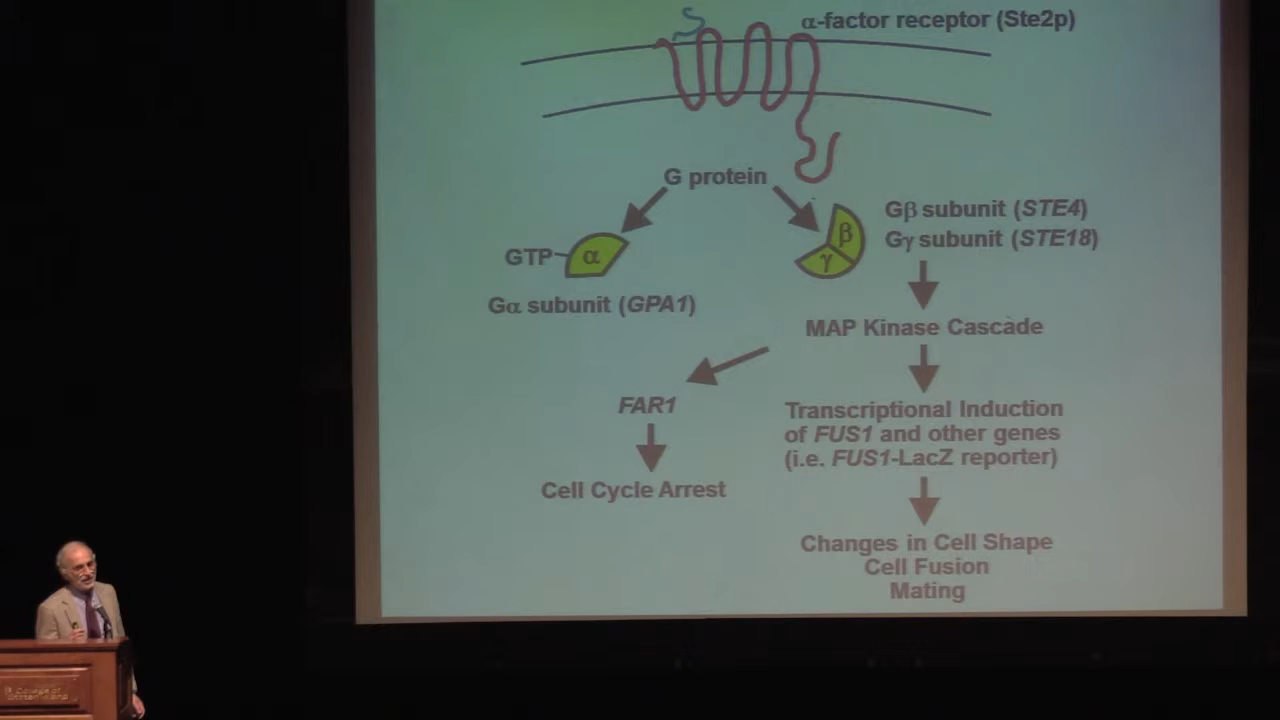 α-factor receptor (Ste2p)
G protein
GTP
α
β
γ
Gβ subunit (STE4)
Gγ subunit (STE18)
Gα subunit (GPA1)
MAP Kinase Cascade
FAR1
Transcriptional Induction
of FUS1 and other genes
(i.e. FUS1-LacZ reporter)
Cell Cycle Arrest
Changes in Cell Shape
Cell Fusion
Mating
College of